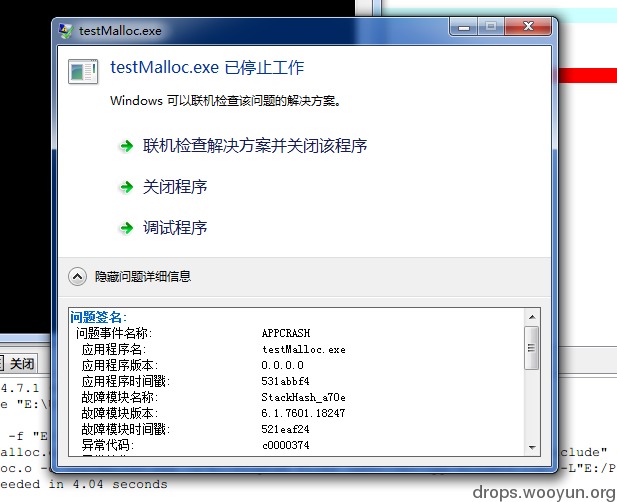 testMalloc.exe
testMalloc.exe 已停止工作
Windows 可以联机检查该问题的解决方案。
联机检查解决方案并关闭该程序
关闭程序
调试程序
隐藏问题详细信息
问题签名:
问题事件名称: APPCRASH
应用程序名: testMalloc.exe
应用程序版本: 0.0.0.0
应用程序时间戳: 531abbf4
故障模块名称: StackHash_a70e
故障模块版本: 6.1.7601.18247
故障模块时间戳: 521eaf24
异常代码: c0000374
关闭
4.7.1
e "E:\
-f "E
alloc. clude"
oc.o - -L"E:/P
eeded in 4.04 seconds
drops.wooyun.org